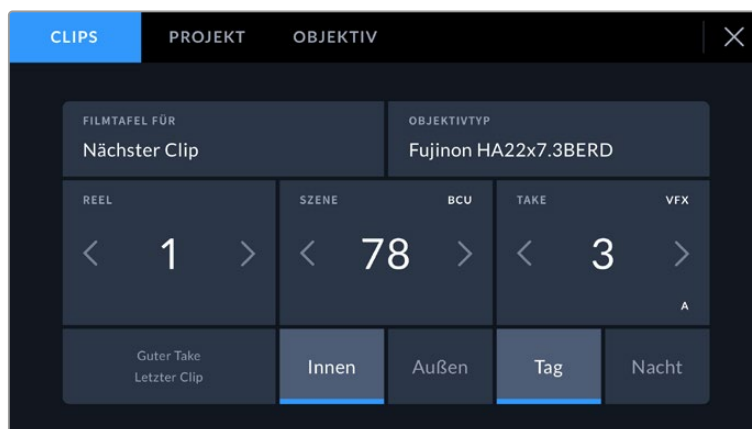 CLIPS PROJEKT OBJEKTIV
FILMTAFEL FÜR
Nächster Clip
OBJEKTIVTYP
Fujinon HA22x7.3BERD
REEL
1
SZENE BCU
78
TAKE VFX
3
A
Guter Take
Letzter Clip
Innen
Außen
Tag
Nacht